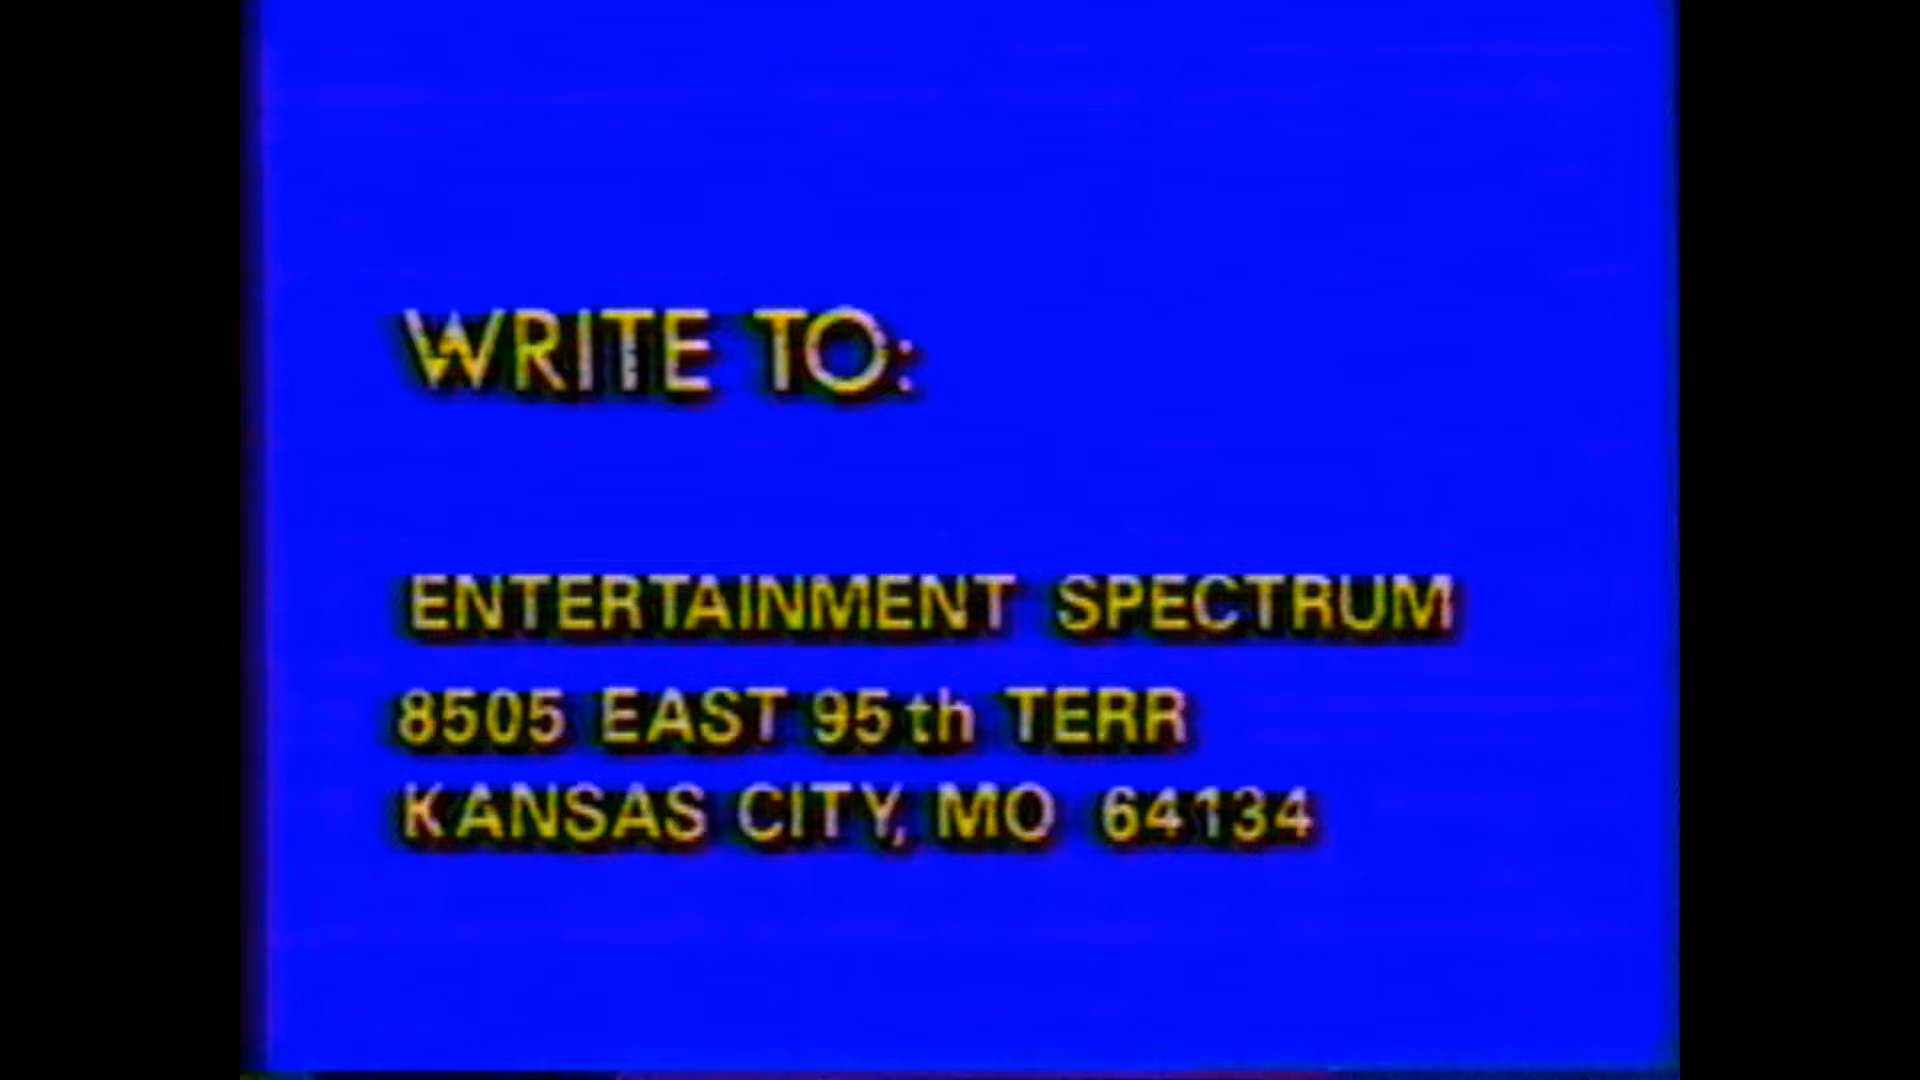 WRITE TO:
ENTERTAINMENT SPECTRUM
8505 EAST 95th TERR
KANSAS CITY, MO 64134